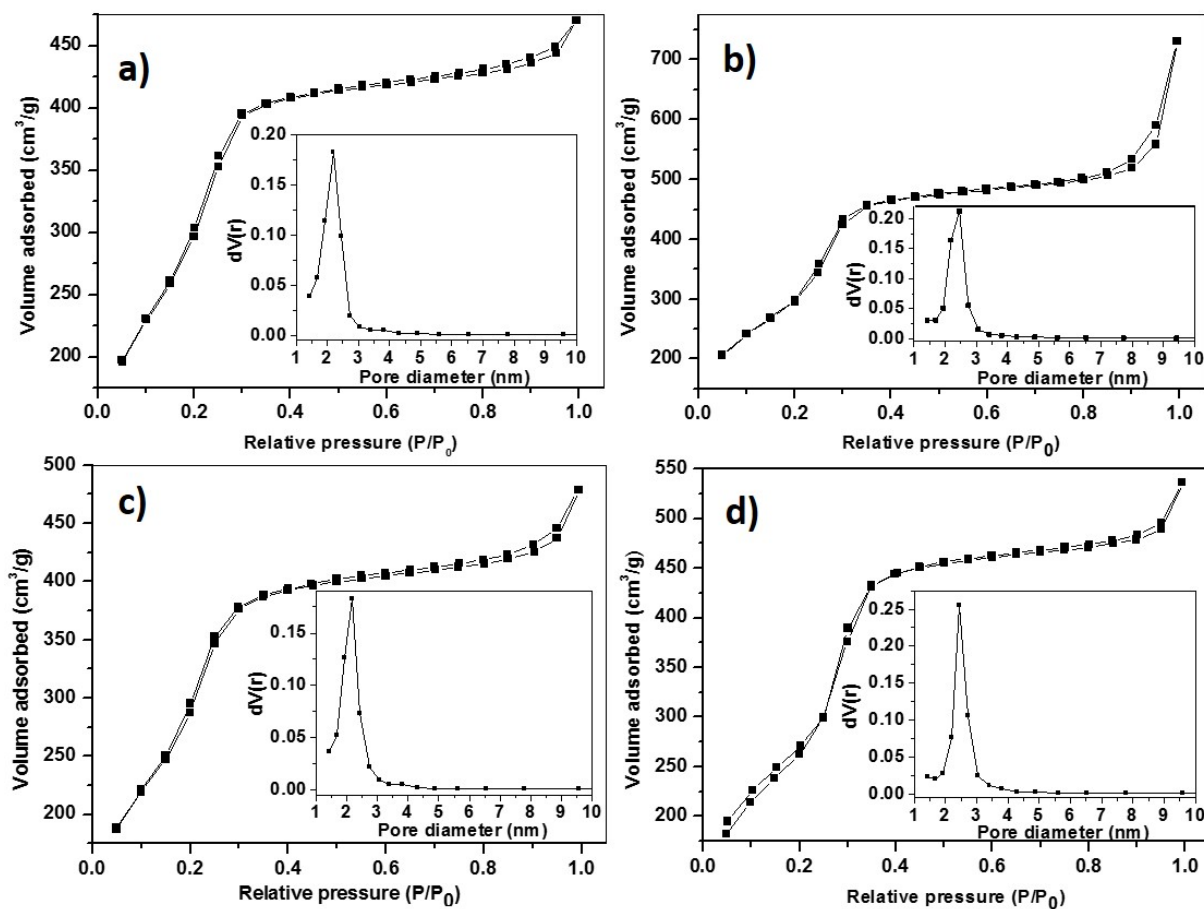 a)
Volume adsorbed (cm³/g)
450
400
350
300
250
200
0.0 0.2 0.4 0.6 0.8 1.0
Relative pressure (P/P₀)
dV(r)
0.20
0.15
0.10
0.05
0.00
1 2 3 4 5 6 7 8 9 10
Pore diameter (nm)
b)
Volume adsorbed (cm³/g)
700
600
500
400
300
200
0.0 0.2 0.4 0.6 0.8 1.0
Relative pressure (P/P₀)
dV(r)
0.20
0.15
0.10
0.05
0.00
1 2 3 4 5 6 7 8 9 10
Pore diameter (nm)
c)
Volume adsorbed (cm³/g)
500
450
400
350
300
250
200
0.0 0.2 0.4 0.6 0.8 1.0
Relative pressure (P/P₀)
dV(r)
0.15
0.10
0.05
0.00
1 2 3 4 5 6 7 8 9 10
Pore diameter (nm)
d)
Volume adsorbed (cm³/g)
550
500
450
400
350
300
250
200
0.0 0.2 0.4 0.6 0.8 1.0
Relative pressure (P/P₀)
dV(r)
0.25
0.20
0.15
0.10
0.05
0.00
1 2 3 4 5 6 7 8 9 10
Pore diameter (nm)